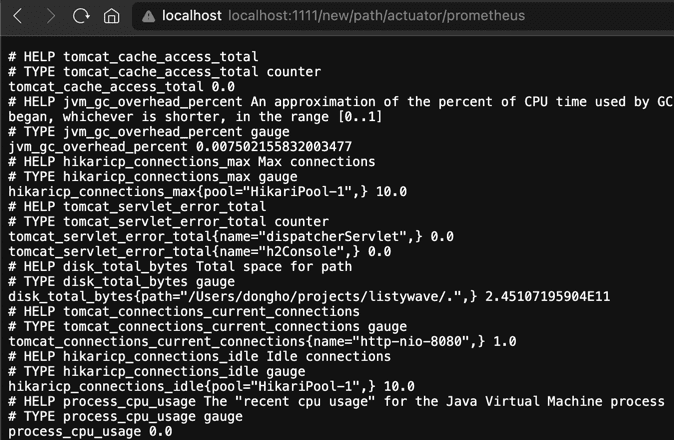 localhost localhost:1111/new/path/actuator/prometheus
# HELP tomcat_cache_access_total
# TYPE tomcat_cache_access_total counter
tomcat_cache_access_total 0.0
# HELP jvm_gc_overhead_percent An approximation of the percent of CPU time used by GC
began, whichever is shorter, in the range [0..1]
# TYPE jvm_gc_overhead_percent gauge
jvm_gc_overhead_percent 0.007502155832003477
# HELP hikaricp_connections_max Max connections
# TYPE hikaricp_connections_max gauge
hikaricp_connections_max{pool="HikariPool-1",} 10.0
# HELP tomcat_servlet_error_total
# TYPE tomcat_servlet_error_total counter
tomcat_servlet_error_total{name="dispatcherServlet",} 0.0
tomcat_servlet_error_total{name="h2Console",} 0.0
# HELP disk_total_bytes Total space for path
# TYPE disk_total_bytes gauge
disk_total_bytes{path="/Users/dongho/projects/listywave/.",} 2.45107195904E11
# HELP tomcat_connections_current_connections
# TYPE tomcat_connections_current_connections gauge
tomcat_connections_current_connections{name="http-nio-8080",} 1.0
# HELP hikaricp_connections_idle Idle connections
# TYPE hikaricp_connections_idle gauge
hikaricp_connections_idle{pool="HikariPool-1",} 10.0
# HELP process_cpu_usage The "recent cpu usage" for the Java Virtual Machine process
# TYPE process_cpu_usage gauge
process_cpu_usage 0.0